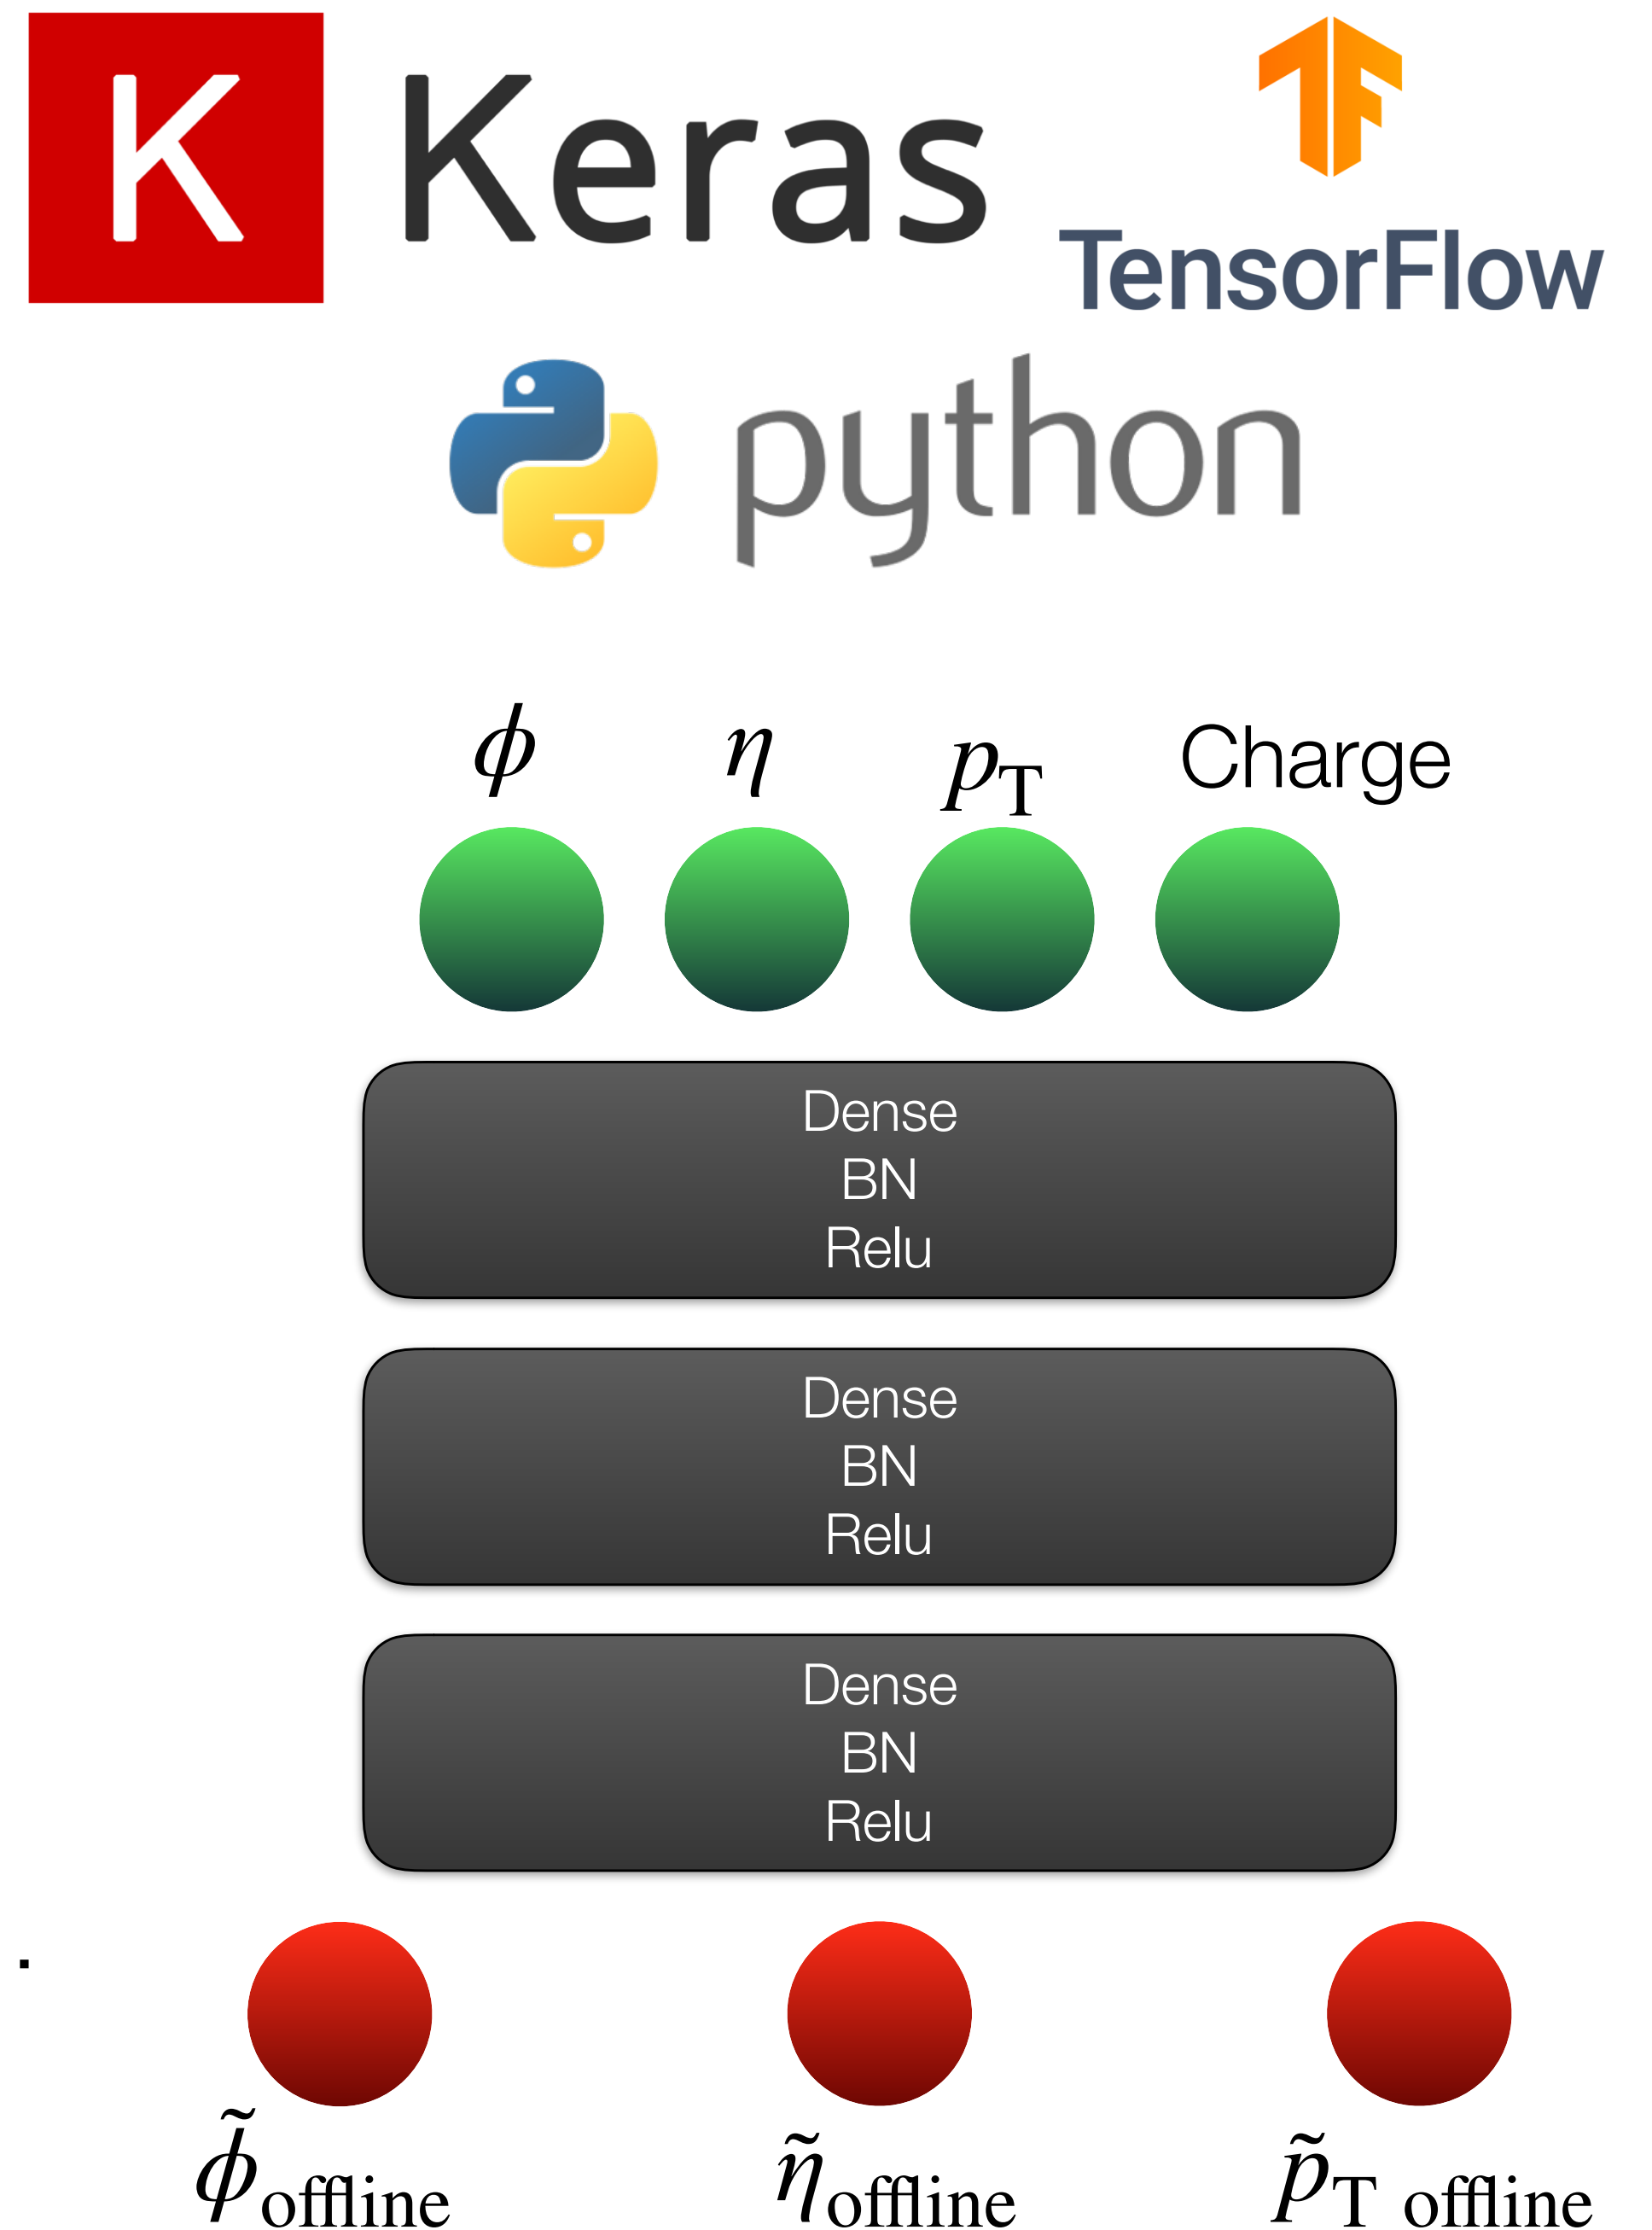 K Keras
TensorFlow
python
ϕ η pT Charge
Dense
BN
Relu
Dense
BN
Relu
Dense
BN
Relu
.
ϕ̃offline η̃offline p̃T offline